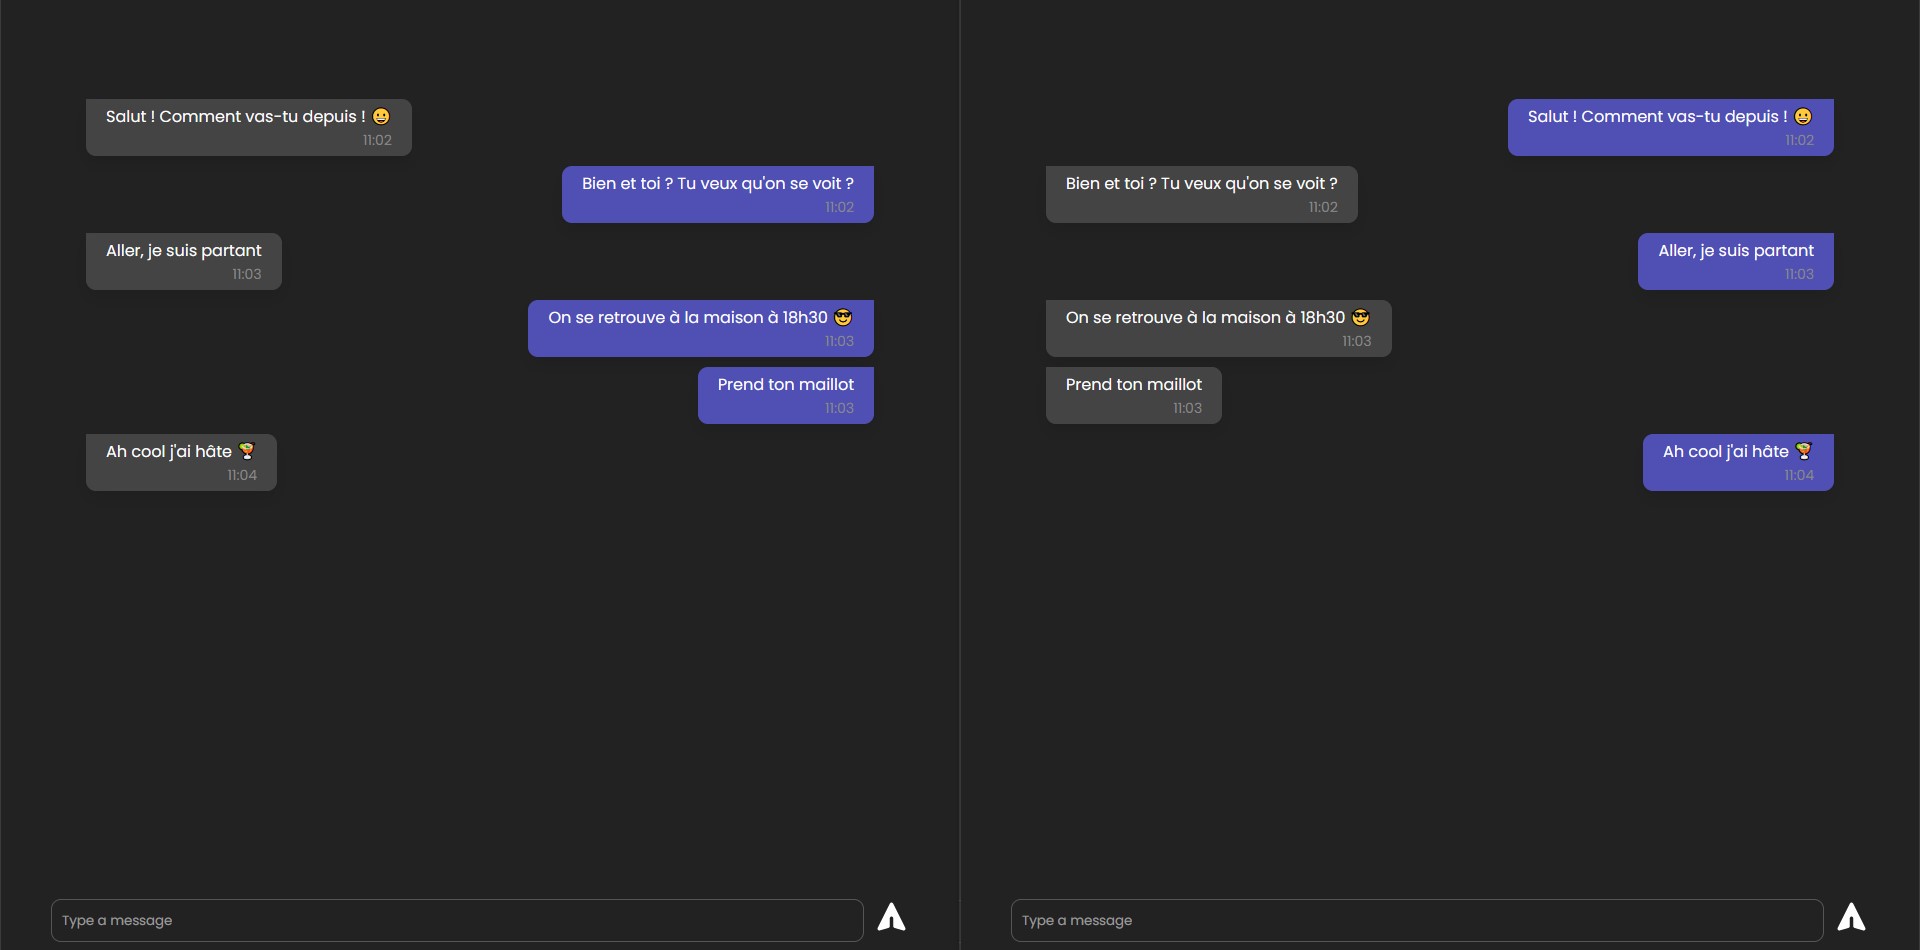 Salut ! Comment vas-tu depuis ! 😀
11:02
Bien et toi ? Tu veux qu'on se voit ?
11:02
Aller, je suis partant
11:03
On se retrouve à la maison à 18h30 😎
11:03
Prend ton maillot
11:03
Ah cool j'ai hâte 🍹
11:04
Type a message
Salut ! Comment vas-tu depuis ! 😀
11:02
Bien et toi ? Tu veux qu'on se voit ?
11:02
Aller, je suis partant
11:03
On se retrouve à la maison à 18h30 😎
11:03
Prend ton maillot
11:03
Ah cool j'ai hâte 🍹
11:04
Type a message